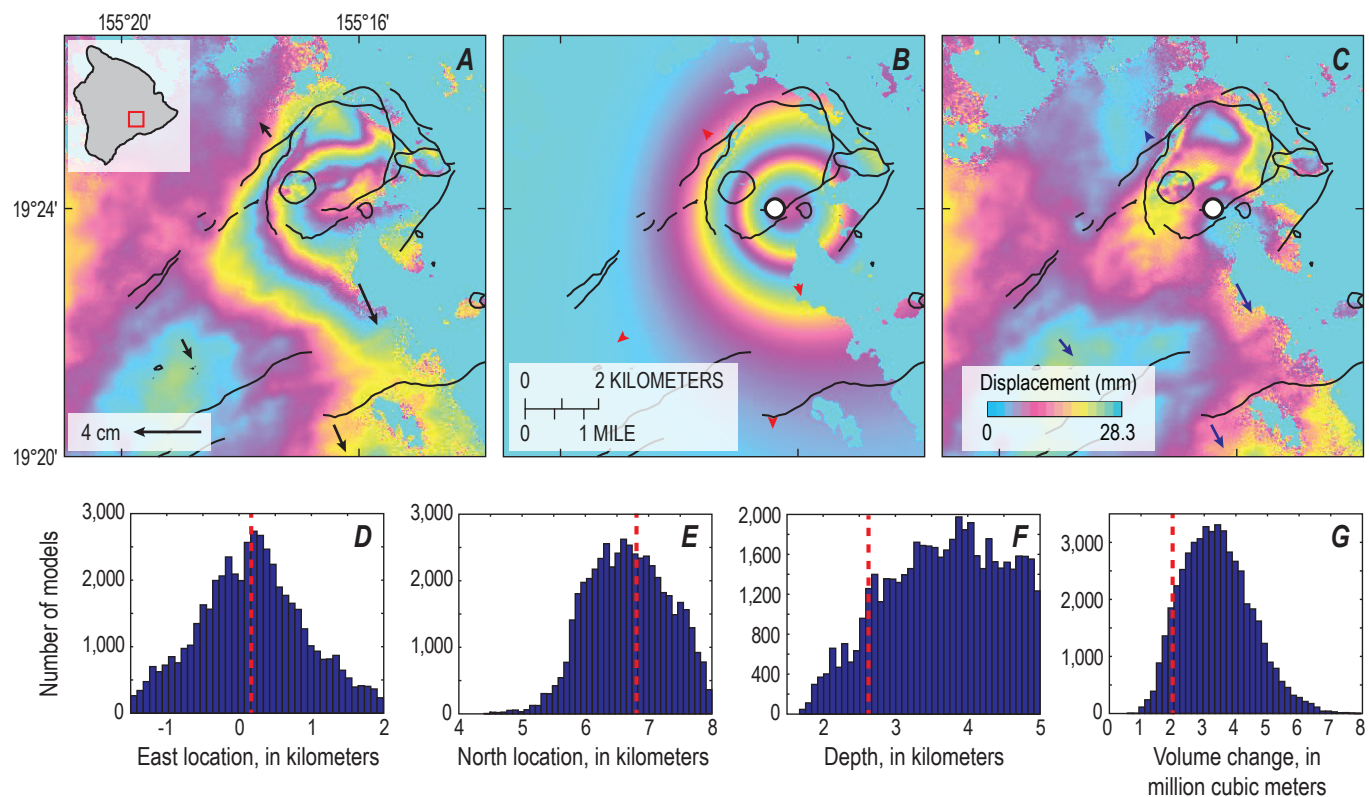 155°20' 155°16'
A B C
19°24'
19°20'
4 cm
0 2 KILOMETERS
0 1 MILE
Displacement (mm)
0 28.3
D E F G
Number of models
3,000
2,000
1,000
0
-1 0 1 2
East location, in kilometers
3,000
2,000
1,000
0
4 5 6 7 8
North location, in kilometers
2,000
1,600
1,200
800
400
0
2 3 4 5
Depth, in kilometers
3,000
2,000
1,000
0
0 1 2 3 4 5 6 7 8
Volume change, in
million cubic meters